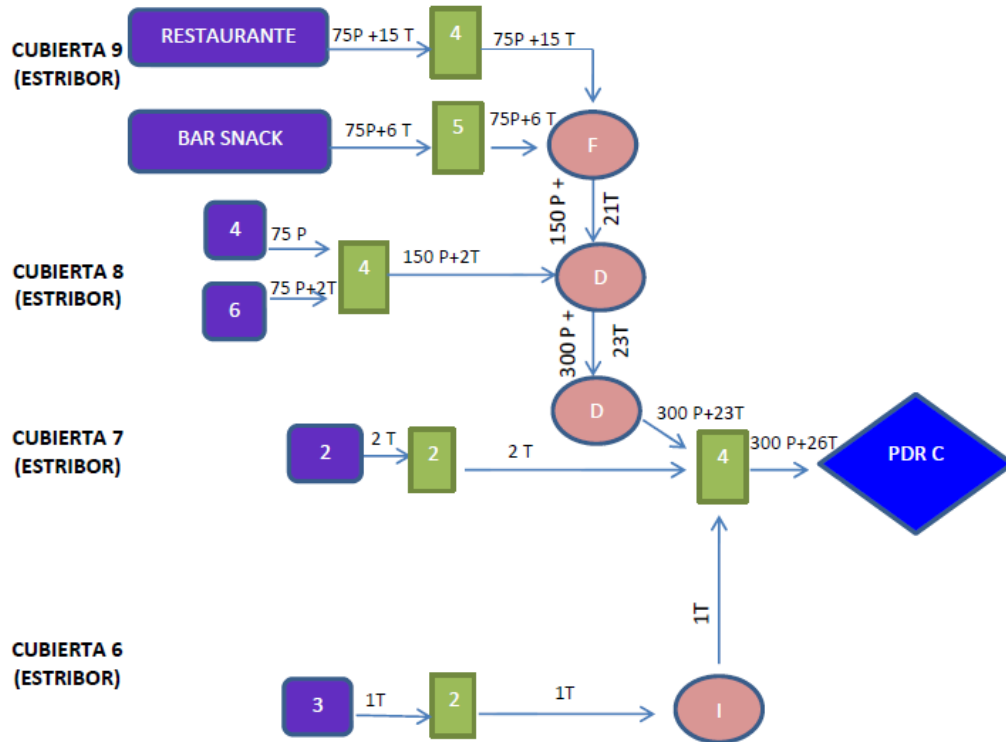 CUBIERTA 9
(ESTRIBOR)
RESTAURANTE
75P +15 T
4
75P +15 T
BAR SNACK
75P+6 T
5
75P+6 T
F
150 P +
21T
CUBIERTA 8
(ESTRIBOR)
4
75 P
6
75 P+2T
4
150 P+2T
D
300 P +
23T
D
300 P+23T
CUBIERTA 7
(ESTRIBOR)
2
2 T
2
2 T
4
300 P+26T
PDR C
1T
CUBIERTA 6
(ESTRIBOR)
3
1T
2
1T
I